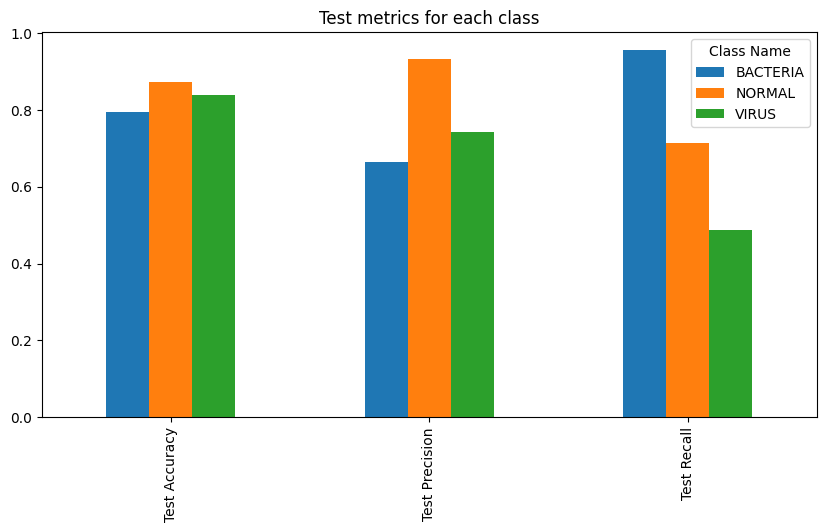 Test metrics for each class
Class Name
BACTERIA
NORMAL
VIRUS
1.0
0.8
0.6
0.4
0.2
0.0
Test Accuracy
Test Precision
Test Recall